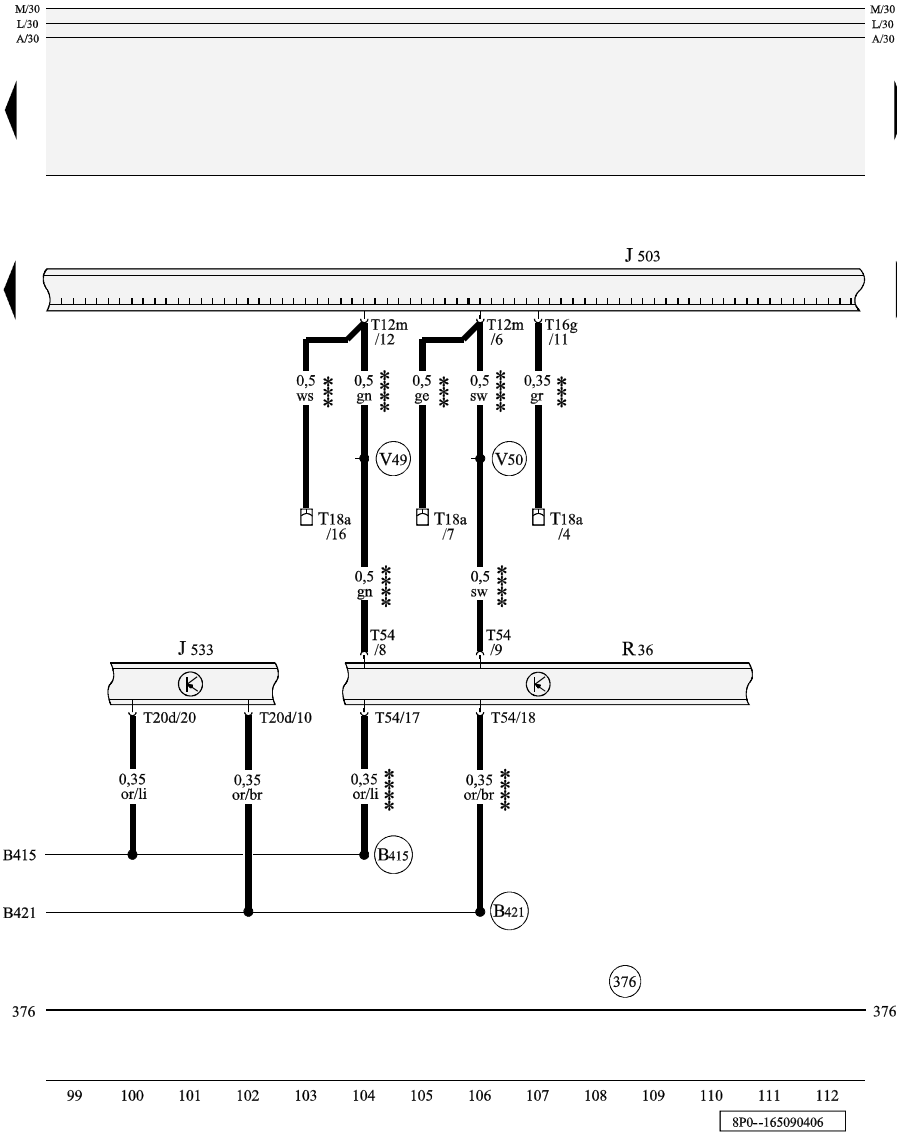 M/30 M/30
L/30 L/30
A/30 A/30
J 503
T12m T12m T16g
/12 /6 /11
0,5 0,5 0,5 0,5 0,35
ws *** gn **** ge *** sw **** gr ***
V49 V50
T18a T18a T18a
/16 /7 /4
0,5 0,5
gn **** sw ****
T54 T54
/8 /9
J 533 R 36
T20d/20 T20d/10 T54/17 T54/18
0,35 0,35 0,35 0,35
or/li or/br or/li **** or/br ****
B415 B415
B421 B421
376
376 376
99 100 101 102 103 104 105 106 107 108 109 110 111 112
8P0--165090406